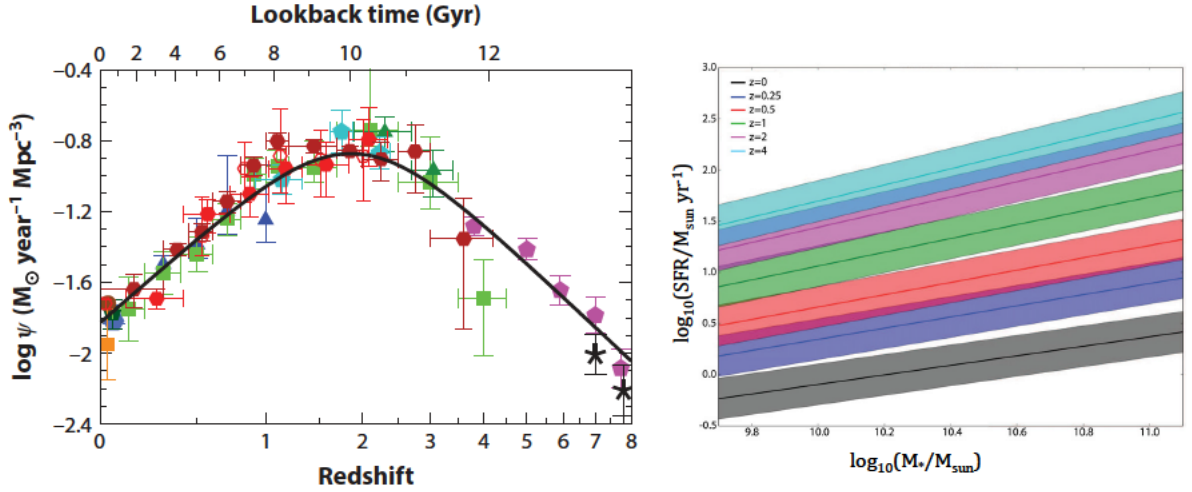 Lookback time (Gyr)
0 2 4 6 8 10 12
log ψ (M⊙ year−1 Mpc−3)
−0.4
−0.8
−1.2
−1.6
−2
−2.4
0 1 2 3 4 5 6 7 8
Redshift
log10(SFR/Msun yr-1)
3.0
2.5
2.0
1.5
1.0
0.5
0.0
-0.5
z=0
z=0.25
z=0.5
z=1
z=2
z=4
9.8 10.0 10.2 10.4 10.6 10.8 11.0
log10(M*/Msun)